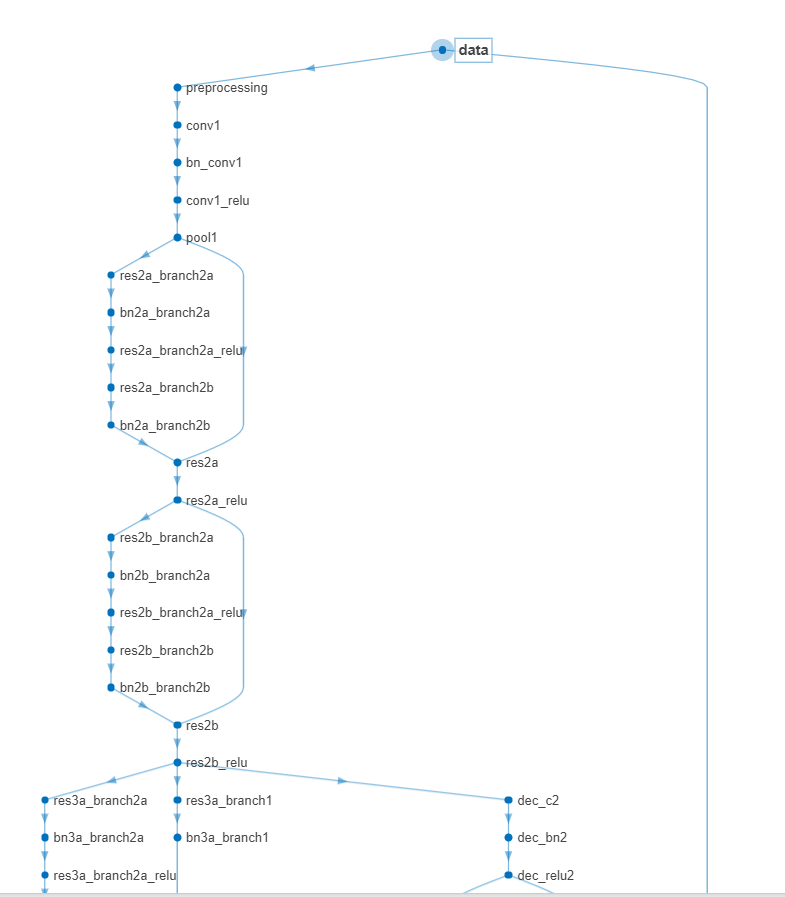 data
preprocessing
conv1
bn_conv1
conv1_relu
pool1
res2a_branch2a
bn2a_branch2a
res2a_branch2a_relu
res2a_branch2b
bn2a_branch2b
res2a
res2a_relu
res2b_branch2a
bn2b_branch2a
res2b_branch2a_relu
res2b_branch2b
bn2b_branch2b
res2b
res2b_relu
res3a_branch2a res3a_branch1 dec_c2
bn3a_branch2a bn3a_branch1 dec_bn2
res3a_branch2a_relu dec_relu2